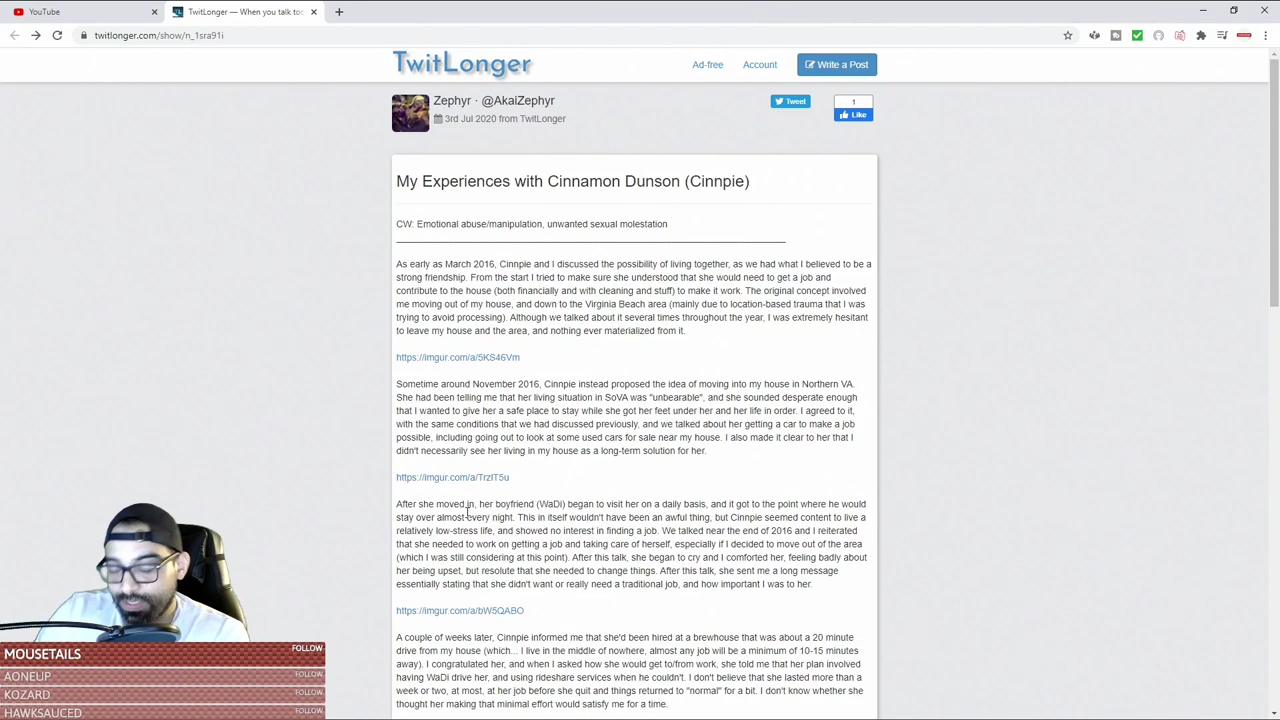 YouTube
TwitLonger — When you talk too
twitlonger.com/show/n_1sra91i
TwitLonger
Ad-free
Account
Write a Post
Zephyr · @AkaiZephyr
3rd Jul 2020 from TwitLonger
Tweet
1
Like
My Experiences with Cinnamon Dunson (Cinnpie)
CW: Emotional abuse/manipulation, unwanted sexual molestation
As early as March 2016, Cinnpie and I discussed the possibility of living together, as we had what I believed to be a
strong friendship. From the start I tried to make sure she understood that she would need to get a job and
contribute to the house (both financially and with cleaning and stuff) to make it work. The original concept involved
me moving out of my house, and down to the Virginia Beach area (mainly due to location-based trauma that I was
trying to avoid processing). Although we talked about it several times throughout the year, I was extremely hesitant
to leave my house and the area, and nothing ever materialized from it.
https://imgur.com/a/5KS46Vm
Sometime around November 2016, Cinnpie instead proposed the idea of moving into my house in Northern VA.
She had been telling me that her living situation in SoVA was "unbearable", and she sounded desperate enough
that I wanted to give her a safe place to stay while she got her feet under her and her life in order. I agreed to it,
with the same conditions that we had discussed previously, and we talked about her getting a car to make a job
possible, including going out to look at some used cars for sale near my house. I also made it clear to her that I
didn't necessarily see her living in my house as a long-term solution for her.
https://imgur.com/a/TrzIT5u
After she moved in, her boyfriend (WaDi) began to visit her on a daily basis, and it got to the point where he would
stay over almost every night. This in itself wouldn't have been an awful thing, but Cinnpie seemed content to live a
relatively low-stress life, and showed no interest in finding a job. We talked near the end of 2016 and I reiterated
that she needed to work on getting a job and taking care of herself, especially if I decided to move out of the area
(which I was still considering at this point). After this talk, she began to cry and I comforted her, feeling badly about
her being upset, but resolute that she needed to change things. After this talk, she sent me a long message
essentially stating that she didn't want or really need a traditional job, and how important I was to her.
https://imgur.com/a/bW5QABO
A couple of weeks later, Cinnpie informed me that she'd been hired at a brewhouse that was about a 20 minute
drive from my house (which... I live in the middle of nowhere, almost any job will be a minimum of 10-15 minutes
away). I congratulated her, and when I asked how she would get to/from work, she told me that her plan involved
having WaDi drive her, and using rideshare services when he couldn't. I don't believe that she lasted more than a
week or two, at most, at her job before she quit and things returned to "normal" for a bit. I don't know whether she
thought her making that minimal effort would satisfy me for a time.
FOLLOW
MOUSETAILS
AONEUP
FOLLOW
KOZARD
FOLLOW
HAWKSAUCED
FOLLOW